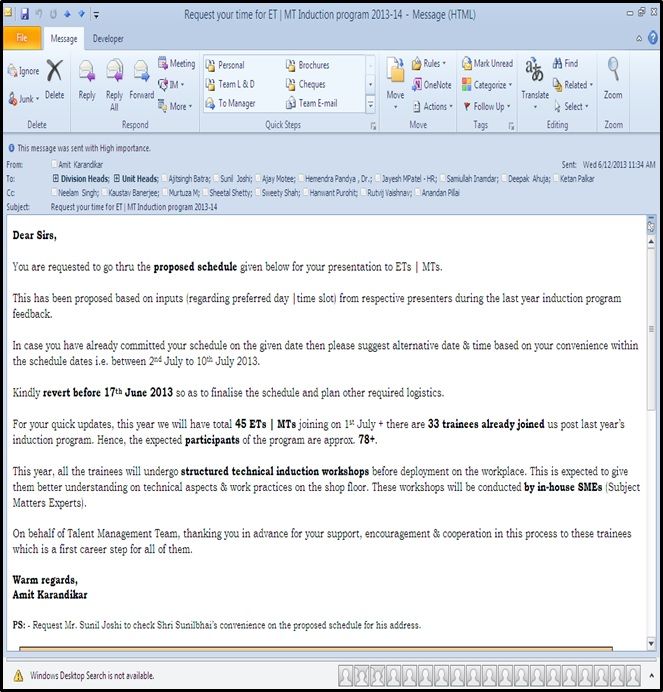 Request your time for ET | MT Induction program 2013-14 - Message (HTML)
File Message Developer
Ignore
Junk
Delete
Reply
Reply All
Forward
Meeting
IM
More
Personal
Team L & D
To Manager
Brochures
Cheques
Team E-mail
Move
Rules
OneNote
Actions
Mark Unread
Categorize
Follow Up
Translate
Find
Related
Select
Zoom
Delete Respond Quick Steps Move Tags Editing Zoom
This message was sent with High importance.
From: Amit Karandikar Sent: Wed 6/12/2013 11:34 AM
To: Division Heads; Unit Heads; Ajitsingh Batra; Sunil Joshi; Ajay Motee; Hemendra Pandya , Dr.; Jayesh MPatel - HR; Samiullah Inamdar; Deepak Ahuja; Ketan Palkar
Cc: Neelam Singh; Kaustav Banerjee; Murtuza M; Sheetal Shetty; Sweety Shah; Hanwant Purohit; Rutvij Vaishnav; Anandan Pillai
Subject: Request your time for ET | MT Induction program 2013-14
Dear Sirs,
You are requested to go thru the proposed schedule given below for your presentation to ETs | MTs.
This has been proposed based on inputs (regarding preferred day |time slot) from respective presenters during the last year induction program
feedback.
In case you have already committed your schedule on the given date then please suggest alternative date & time based on your convenience within
the schedule dates i.e. between 2nd July to 10th July 2013.
Kindly revert before 17th June 2013 so as to finalise the schedule and plan other required logistics.
For your quick updates, this year we will have total 45 ETs | MTs joining on 1st July + there are 33 trainees already joined us post last year's
induction program. Hence, the expected participants of the program are approx. 78+.
This year, all the trainees will undergo structured technical induction workshops before deployment on the workplace. This is expected to give
them better understanding on technical aspects & work practices on the shop floor. These workshops will be conducted by in-house SMEs (Subject
Matters Experts).
On behalf of Talent Management Team, thanking you in advance for your support, encouragement & cooperation in this process to these trainees
which is a first career step for all of them.
Warm regards,
Amit Karandikar
PS: - Request Mr. Sunil Joshi to check Shri Sunilbhai's convenience on the proposed schedule for his address.
Windows Desktop Search is not available.